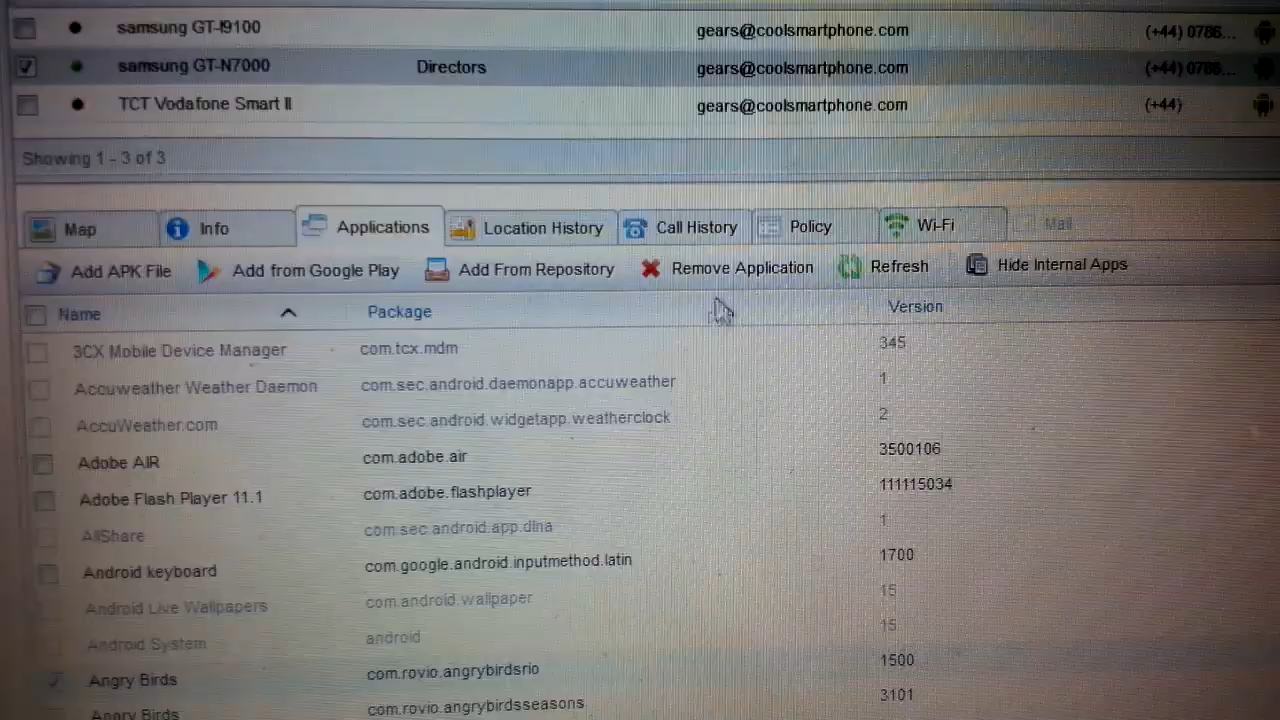 samsung GT-I9100 gears@coolsmartphone.com (+44) 0786...
samsung GT-N7000 Directors gears@coolsmartphone.com (+44) 0786...
TCT Vodafone Smart II gears@coolsmartphone.com (+44)
Showing 1 - 3 of 3
Map Info Applications Location History Call History Policy Wi-Fi Mail
Add APK File Add from Google Play Add From Repository Remove Application Refresh Hide Internal Apps
Name Package Version
3CX Mobile Device Manager com.tcx.mdm 345
Accuweather Weather Daemon com.sec.android.daemonapp.accuweather 1
AccuWeather.com com.sec.android.widgetapp.weatherclock 2
Adobe AIR com.adobe.air 3500106
Adobe Flash Player 11.1 com.adobe.flashplayer 111115034
AllShare com.sec.android.app.dlna 1
Android keyboard com.google.android.inputmethod.latin 1700
Android Live Wallpapers com.android.wallpaper 15
Android System android 15
Angry Birds com.rovio.angrybirdsrio 1500
Angry Birds com.rovio.angrybirdsseasons 3101